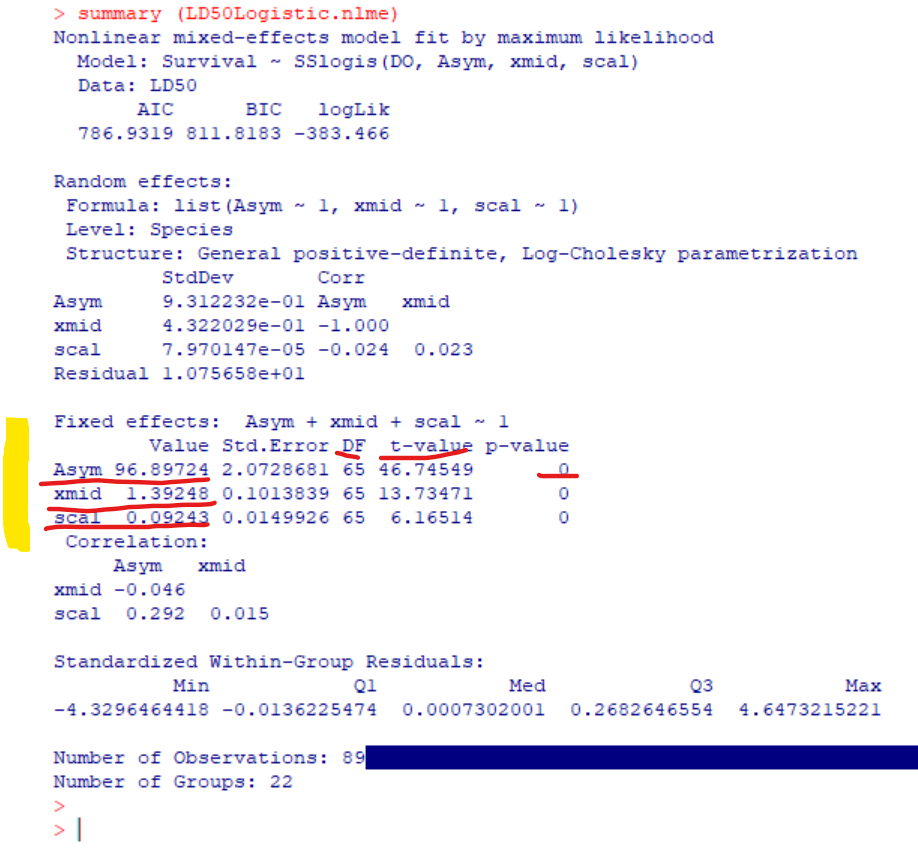 > summary (LD50Logistic.nlme)
Nonlinear mixed-effects model fit by maximum likelihood
  Model: Survival ~ SSlogis(DO, Asym, xmid, scal)
  Data: LD50
       AIC      BIC   logLik
  786.9319 811.8183 -383.466

Random effects:
 Formula: list(Asym ~ 1, xmid ~ 1, scal ~ 1)
 Level: Species
 Structure: General positive-definite, Log-Cholesky parametrization
         StdDev       Corr
Asym     9.312232e-01 Asym   xmid
xmid     4.322029e-01 -1.000
scal     7.970147e-05 -0.024  0.023
Residual 1.075658e+01

Fixed effects:  Asym + xmid + scal ~ 1
        Value Std.Error DF  t-value p-value
Asym 96.89724 2.0728681 65 46.74549       0
xmid  1.39248 0.1013839 65 13.73471       0
scal  0.09243 0.0149926 65  6.16514       0
 Correlation:
     Asym   xmid
xmid -0.046
scal  0.292  0.015

Standardized Within-Group Residuals:
          Min            Q1           Med            Q3           Max
-4.3296464418 -0.0136225474  0.0007302001  0.2682646554  4.6473215221

Number of Observations: 89
Number of Groups: 22
>
>